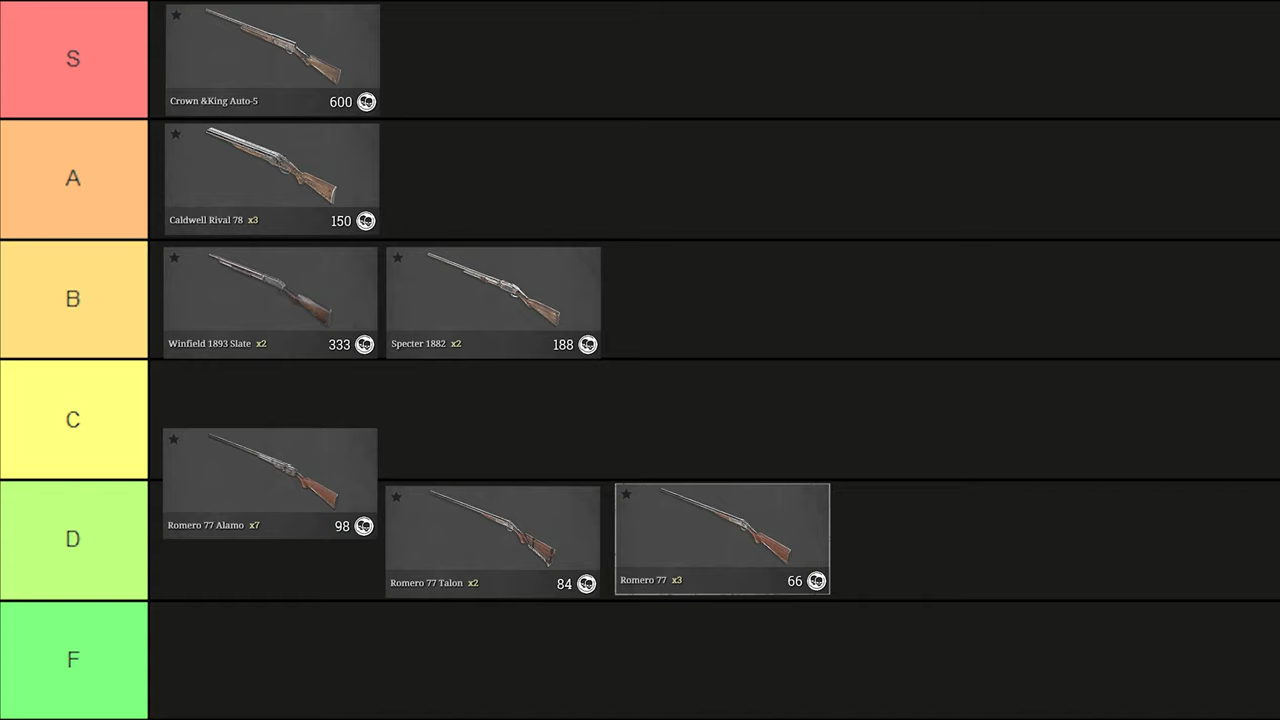 S
Crown &King Auto-5 600
A
Caldwell Rival 78 x3 150
B
Winfield 1893 Slate x2 333
Specter 1882 x2 188
C
Romero 77 Alamo x7 98
D
Romero 77 Talon x2 84
Romero 77 x3 66
F